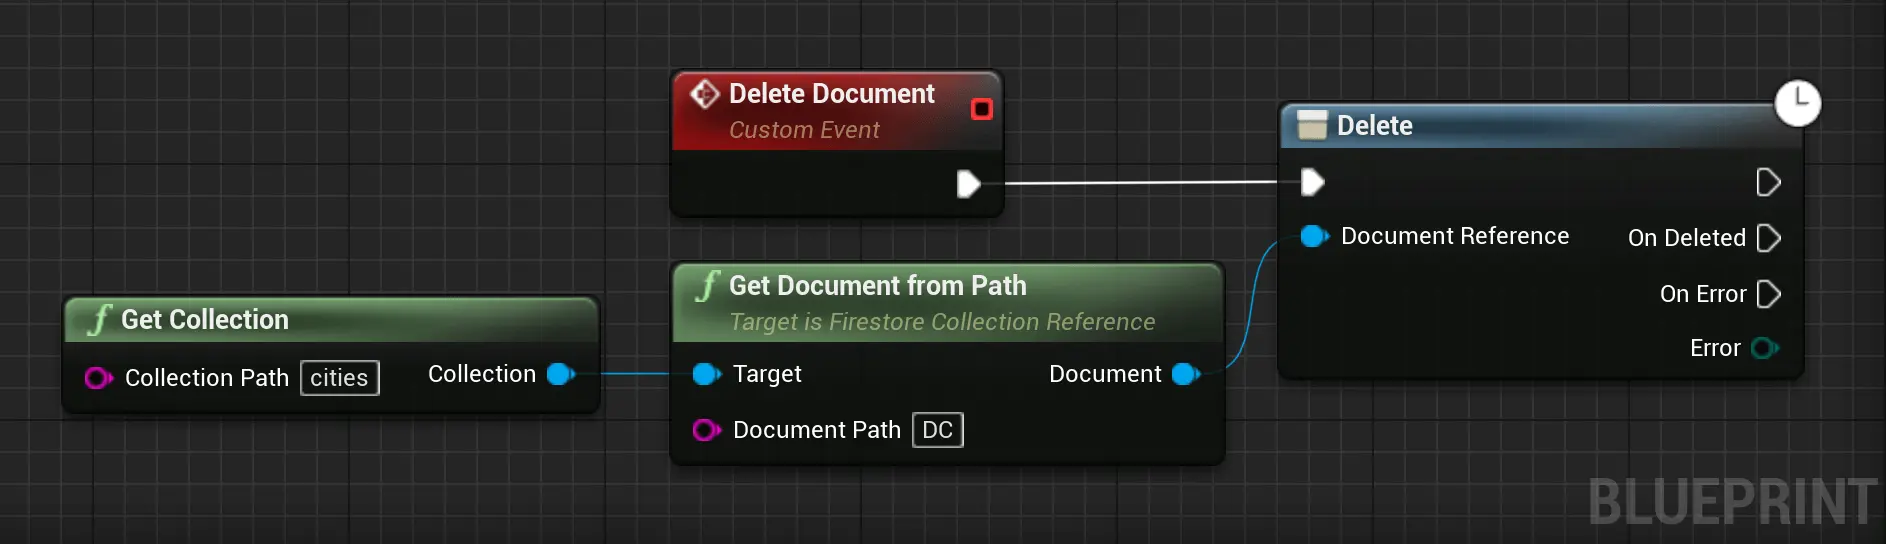 Delete Document
Custom Event
Delete
Document Reference
On Deleted
On Error
Error
Get Document from Path
Target is Firestore Collection Reference
Target
Document
Document Path DC
Get Collection
Collection Path cities
Collection
BLUEPRINT